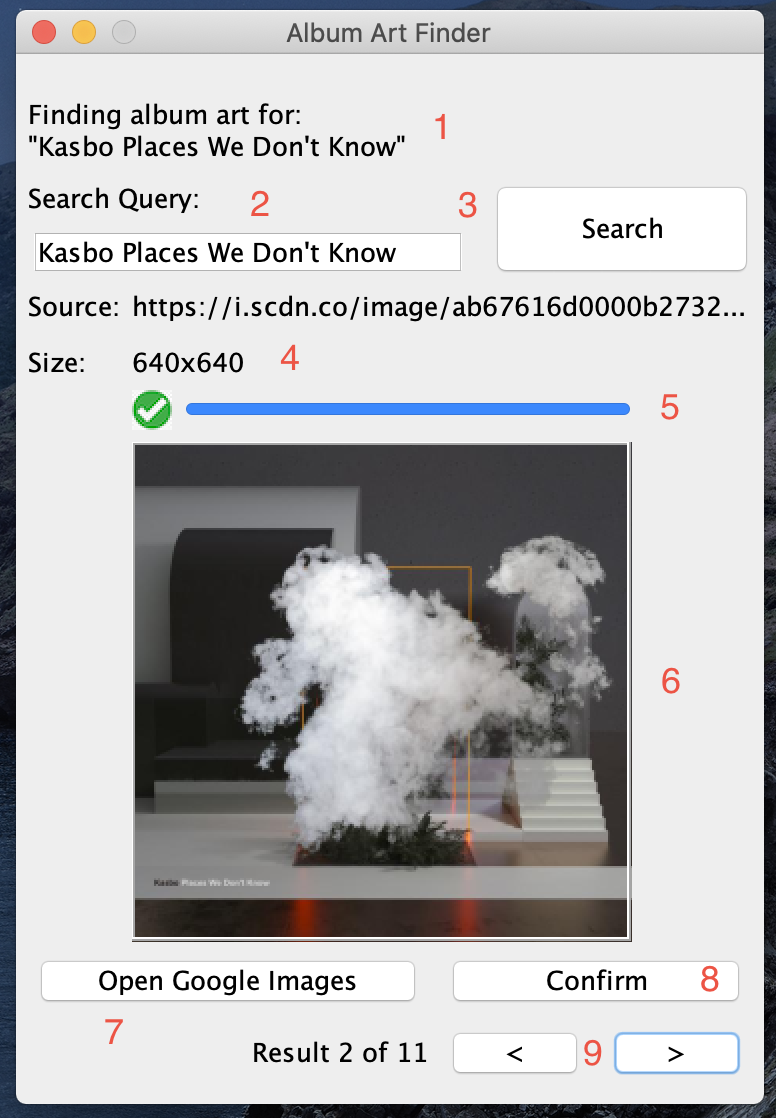 Album Art Finder
Finding album art for:
"Kasbo Places We Don't Know"
1
Search Query:
2
3
Search
Kasbo Places We Don't Know
Source: https://i.scdn.co/image/ab67616d0000b2732...
Size: 640x640
4
5
6
Kasbo Places We Don't Know
Open Google Images
Confirm
8
7
Result 2 of 11
<
9
>